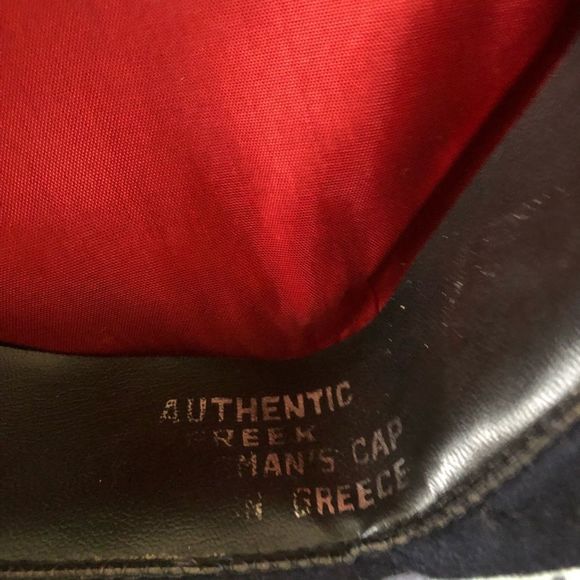 AUTHENTIC
REEK
MAN'S CAP
N GREECE